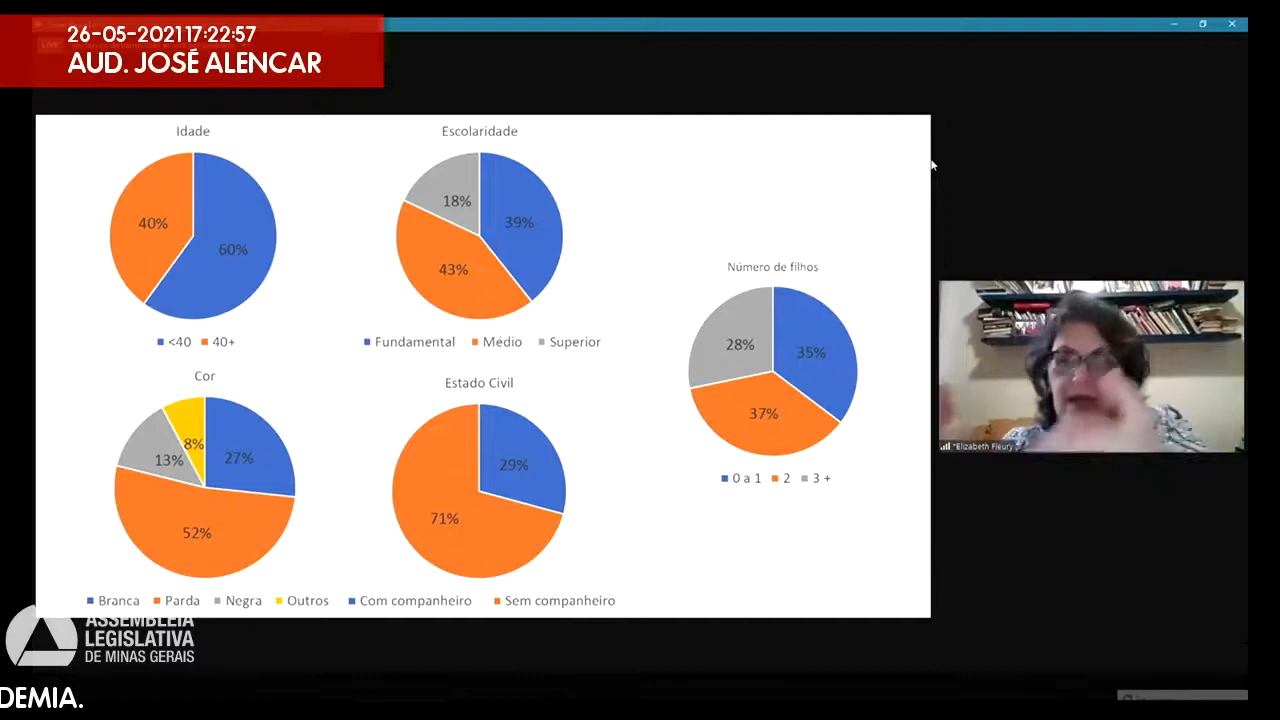 26-05-2021 17:22:57
AUD. JOSÉ ALENCAR
Idade
40%
60%
<40 40+
Escolaridade
18%
39%
43%
Fundamental Médio Superior
Número de filhos
28%
35%
37%
0 a 1 2 3 +
Cor
8%
13%
27%
52%
Branca Parda Negra Outros
Estado Civil
29%
71%
Com companheiro Sem companheiro
"Elizabeth Fleury
ASSEMBLEIA
LEGISLATIVA
DE MINAS GERAIS
DEMIA.